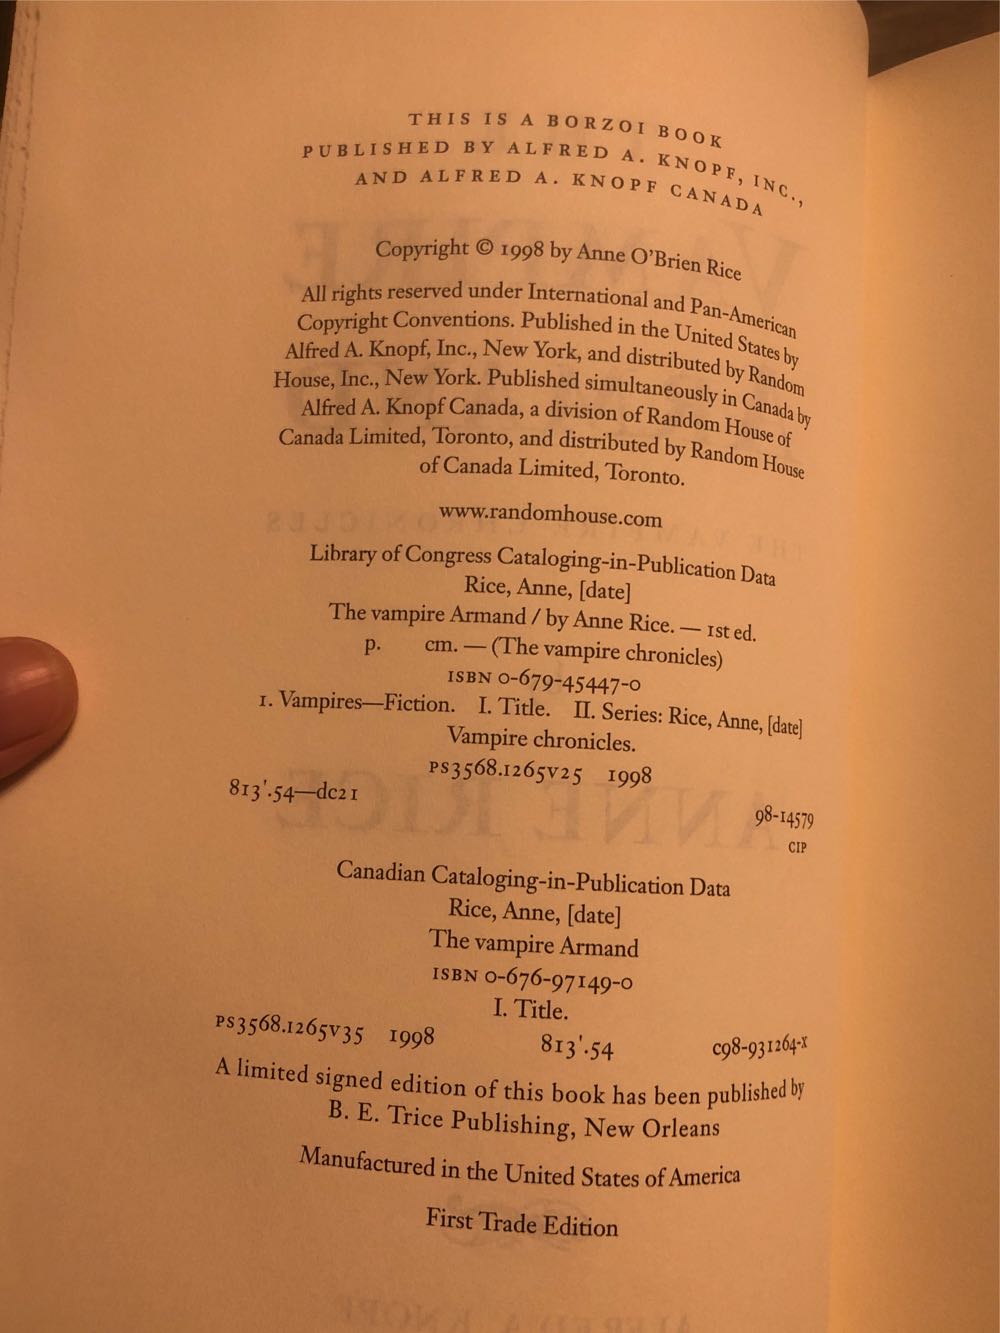 THIS IS A BORZOI BOOK
PUBLISHED BY ALFRED A. KNOPF, INC.,
AND ALFRED A. KNOPF CANADA
Copyright © 1998 by Anne O'Brien Rice
All rights reserved under International and Pan-American
Copyright Conventions. Published in the United States by
Alfred A. Knopf, Inc., New York, and distributed by Random
House, Inc., New York. Published simultaneously in Canada by
Alfred A. Knopf Canada, a division of Random House of
Canada Limited, Toronto, and distributed by Random House
of Canada Limited, Toronto.
www.randomhouse.com
Library of Congress Cataloging-in-Publication Data
Rice, Anne, [date]
The vampire Armand / by Anne Rice. — 1st ed.
p. cm. — (The vampire chronicles)
ISBN 0-679-45447-0
1. Vampires—Fiction. I. Title. II. Series: Rice, Anne, [date]
Vampire chronicles.
PS3568.I265V25 1998
813'.54—dc21
98-14579
CIP
Canadian Cataloging-in-Publication Data
Rice, Anne, [date]
The vampire Armand
ISBN 0-676-97149-0
I. Title.
PS3568.I265V35 1998 813'.54 C98-931264-X
A limited signed edition of this book has been published by
B. E. Trice Publishing, New Orleans
Manufactured in the United States of America
First Trade Edition